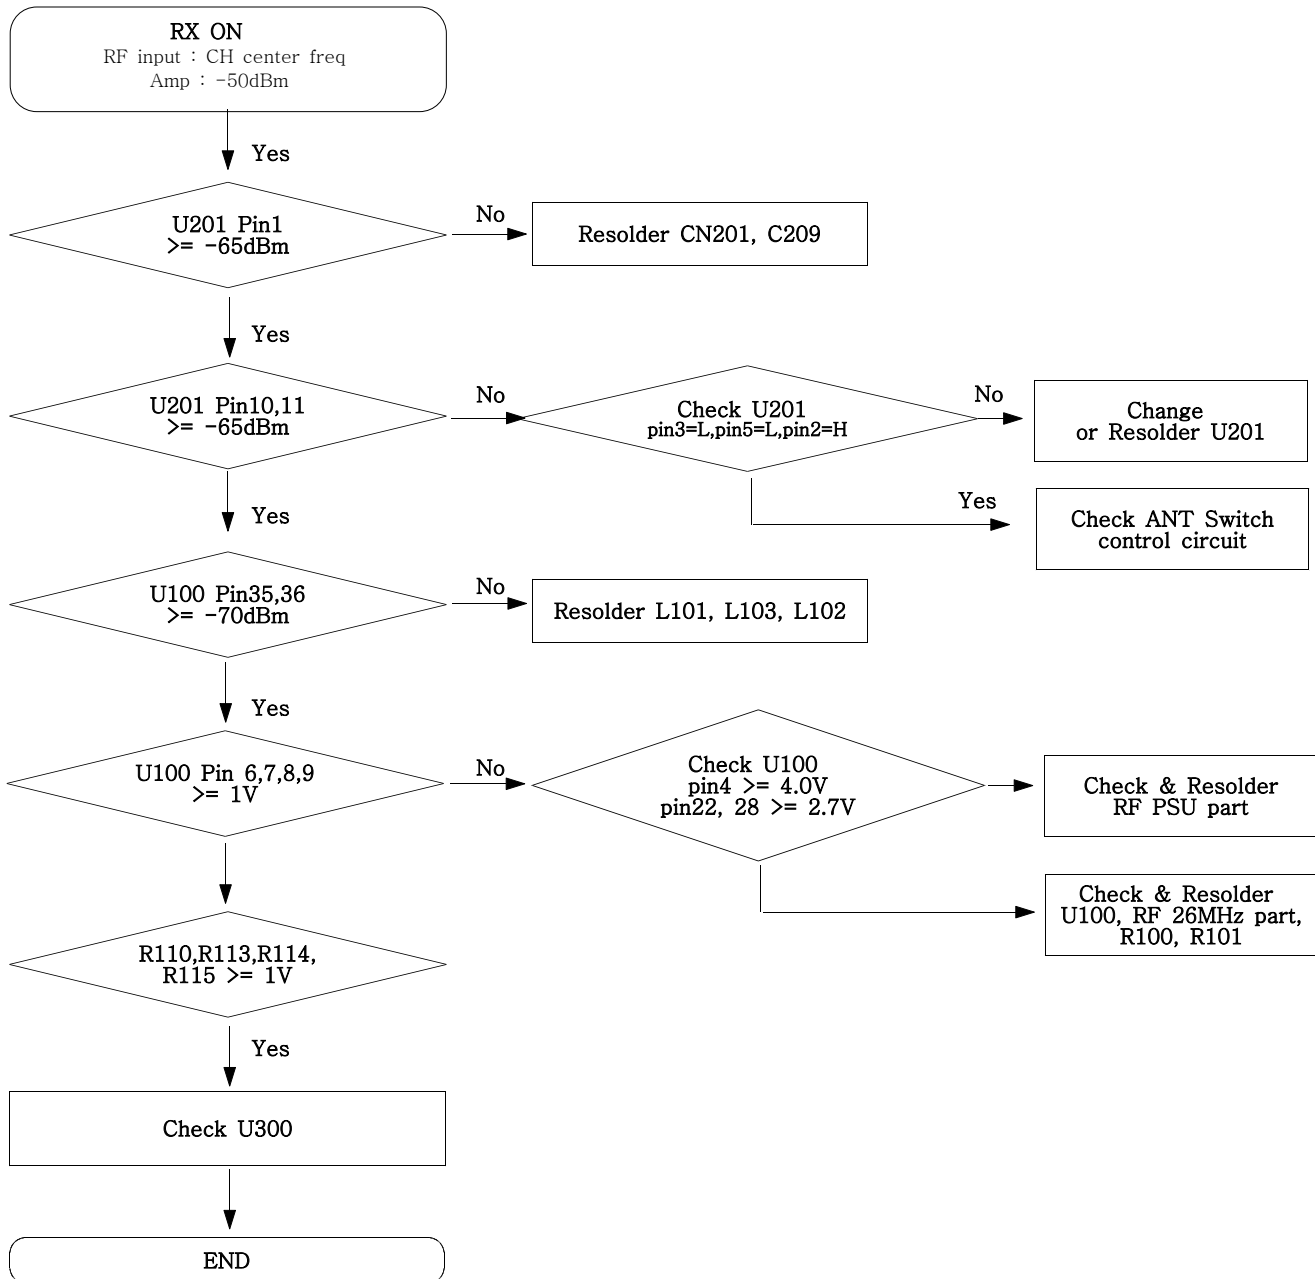 RX ON
RF input : CH center freq
Amp : -50dBm
Yes
U201 Pin1
>= -65dBm
No
Resolder CN201, C209
Yes
U201 Pin10,11
>= -65dBm
No
Check U201
pin3=L,pin5=L,pin2=H
No
Change
or Resolder U201
Yes
Check ANT Switch
control circuit
Yes
U100 Pin35,36
>= -70dBm
No
Resolder L101, L103, L102
Yes
U100 Pin 6,7,8,9
>= 1V
No
Check U100
pin4 >= 4.0V
pin22, 28 >= 2.7V
Check & Resolder
RF PSU part
Check & Resolder
U100, RF 26MHz part,
R100, R101
R110,R113,R114,
R115 >= 1V
Yes
Check U300
END